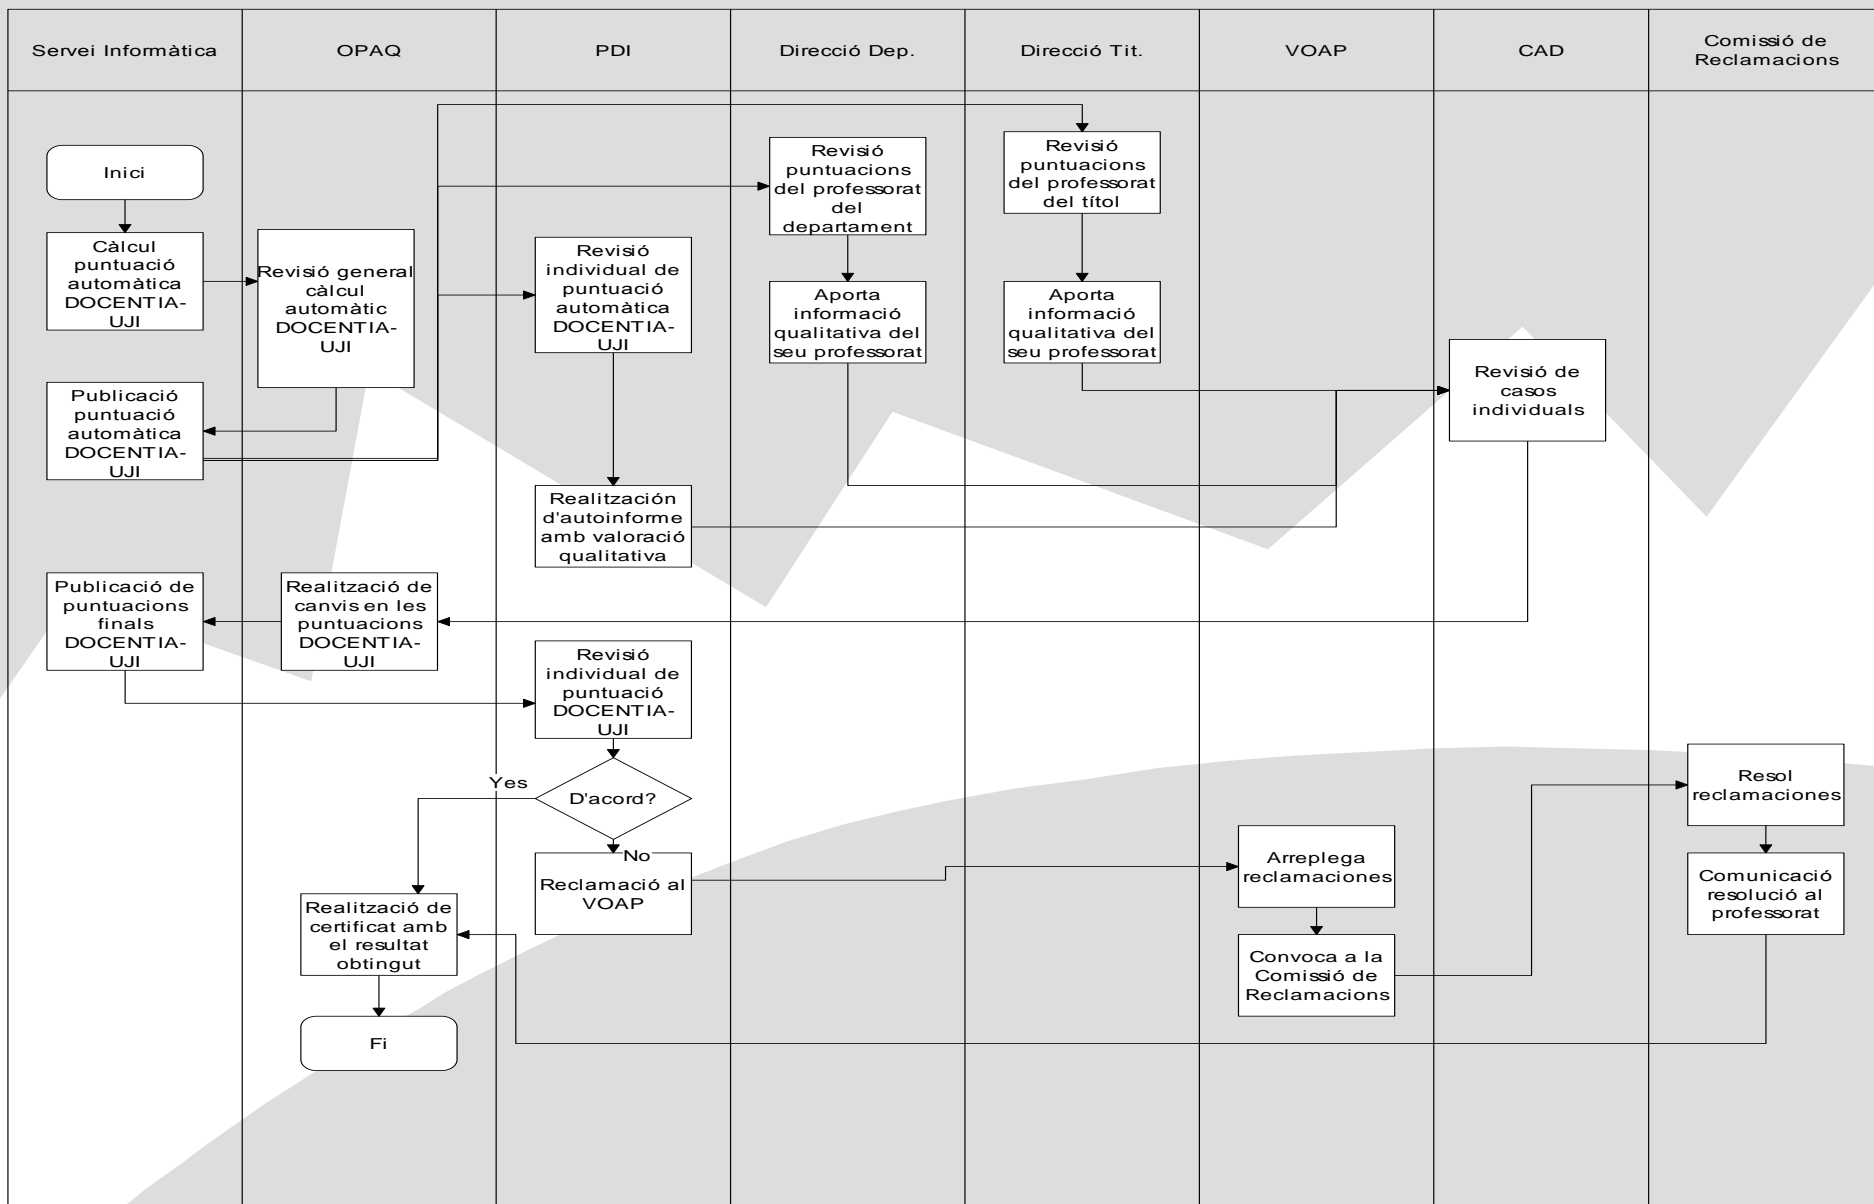 Servei Informàtica
OPAQ
PDI
Direcció Dep.
Direcció Tit.
VOAP
CAD
Comissió de
Reclamacions
Inici
Càlcul
puntuació
automàtica
DOCENTIA-
UJI
Publicació
puntuació
automàtica
DOCENTIA-
UJI
Publicació de
puntuacions
finals
DOCENTIA-
UJI
Revisió general
càlcul
automàtic
DOCENTIA-
UJI
Realització de
canvis en les
puntuacions
DOCENTIA-
UJI
Realització de
certificat amb
el resultat
obtingut
Fi
Revisió
individual de
puntuació
automàtica
DOCENTIA-
UJI
Realitzación
d'autoinforme
amb valoració
qualitativa
Revisió
individual de
puntuació
DOCENTIA-
UJI
Yes
D'acord?
No
Reclamació al
VOAP
Revisió
puntuacions
del professorat
del
departament
Aporta
informació
qualitativa del
seu professorat
Revisió
puntuacions
del professorat
del títol
Aporta
informació
qualitativa del
seu professorat
Arreplega
reclamaciones
Convoca a la
Comissió de
Reclamacions
Revisió de
casos
individuals
Resol
reclamaciones
Comunicació
resolució al
professorat